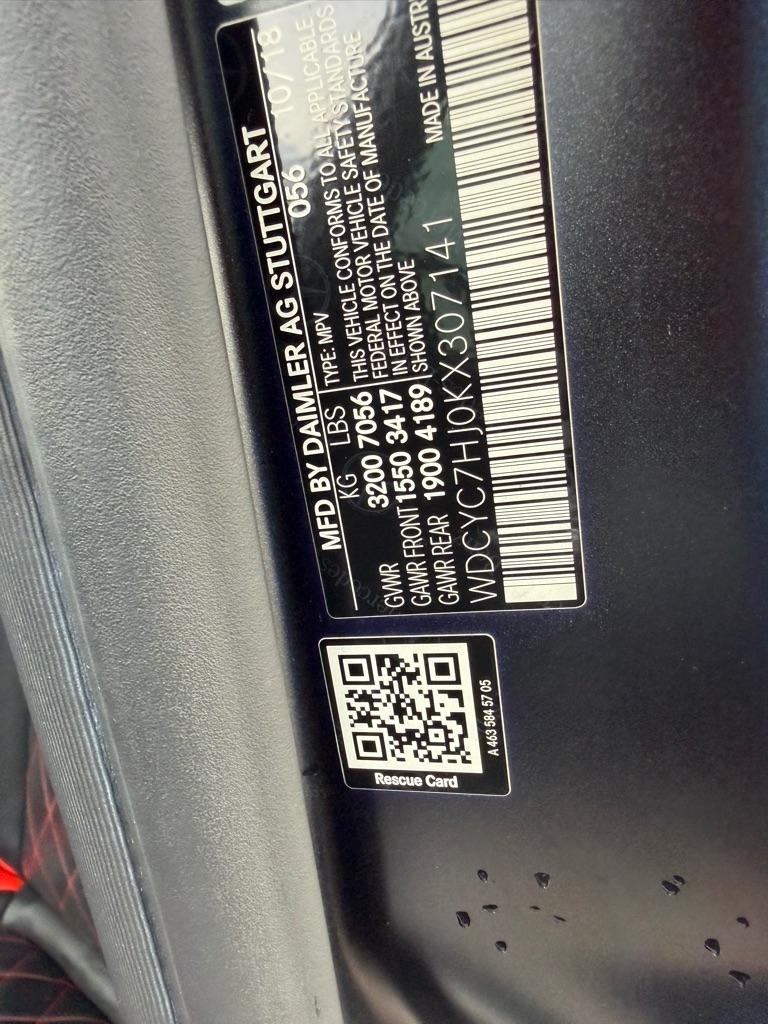 MFD BY DAIMLER AG STUTTGART
056 10/18
KG LBS
GVWR 3200 7056
GAWR FRONT 1550 3417
GAWR REAR 1900 4189
TYPE: MPV
THIS VEHICLE CONFORMS TO ALL APPLICABLE
FEDERAL MOTOR VEHICLE SAFETY STANDARDS
IN EFFECT ON THE DATE OF MANUFACTURE
SHOWN ABOVE
MADE IN AUSTR
WDCYC7HJ0KX307141
Rescue Card
A 463 584 57 05